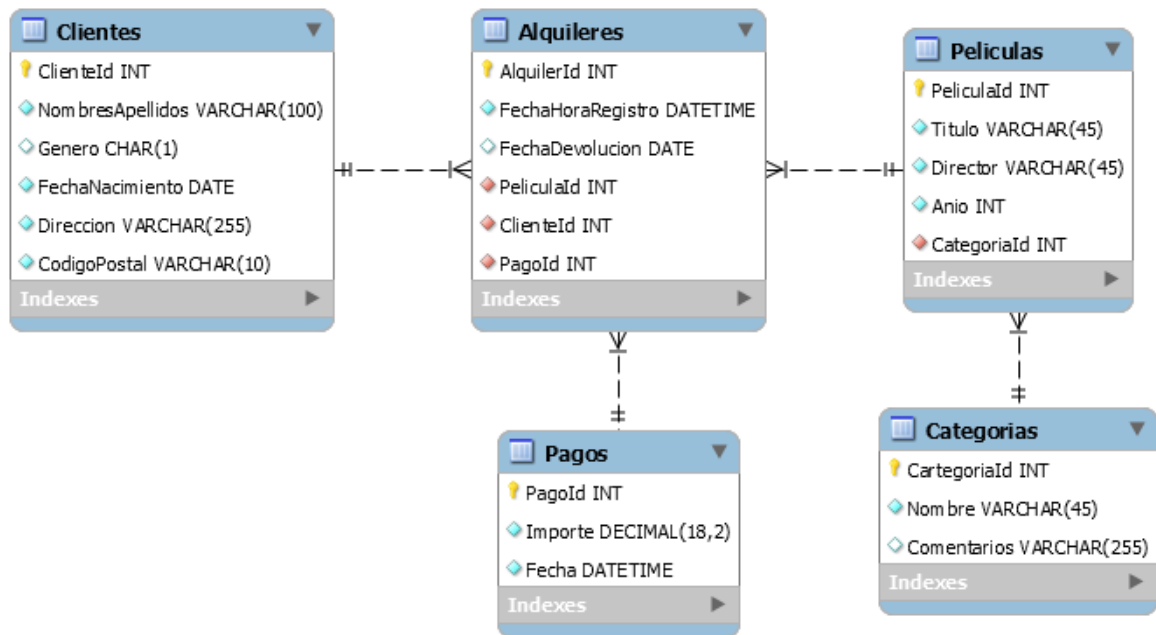 Clientes
ClienteId INT
NombresApellidos VARCHAR(100)
Genero CHAR(1)
FechaNacimiento DATE
Direccion VARCHAR(255)
CodigoPostal VARCHAR(10)
Indexes
Alquileres
AlquilerId INT
FechaHoraRegistro DATETIME
FechaDevolucion DATE
PeliculaId INT
ClienteId INT
PagoId INT
Indexes
Peliculas
PeliculaId INT
Titulo VARCHAR(45)
Director VARCHAR(45)
Anio INT
CategoriaId INT
Indexes
Pagos
PagoId INT
Importe DECIMAL(18,2)
Fecha DATETIME
Indexes
Categorias
CartegoriaId INT
Nombre VARCHAR(45)
Comentarios VARCHAR(255)
Indexes